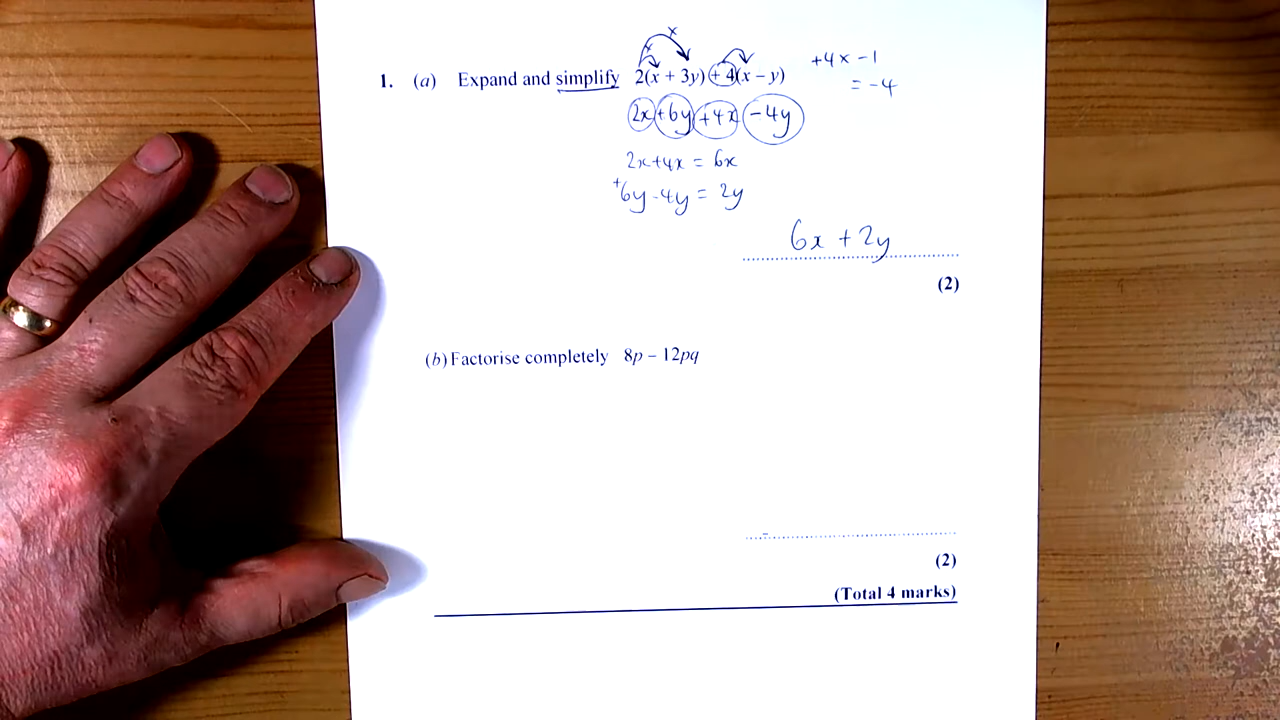 1. (a) Expand and simplify 2(x + 3y) + 4(x – y) +4 x -1
= -4
2x +6y +4x -4y
2x+4x = 6x
+6y-4y = 2y
6x +2y
(2)
(b) Factorise completely 8p – 12pq
(2)
(Total 4 marks)